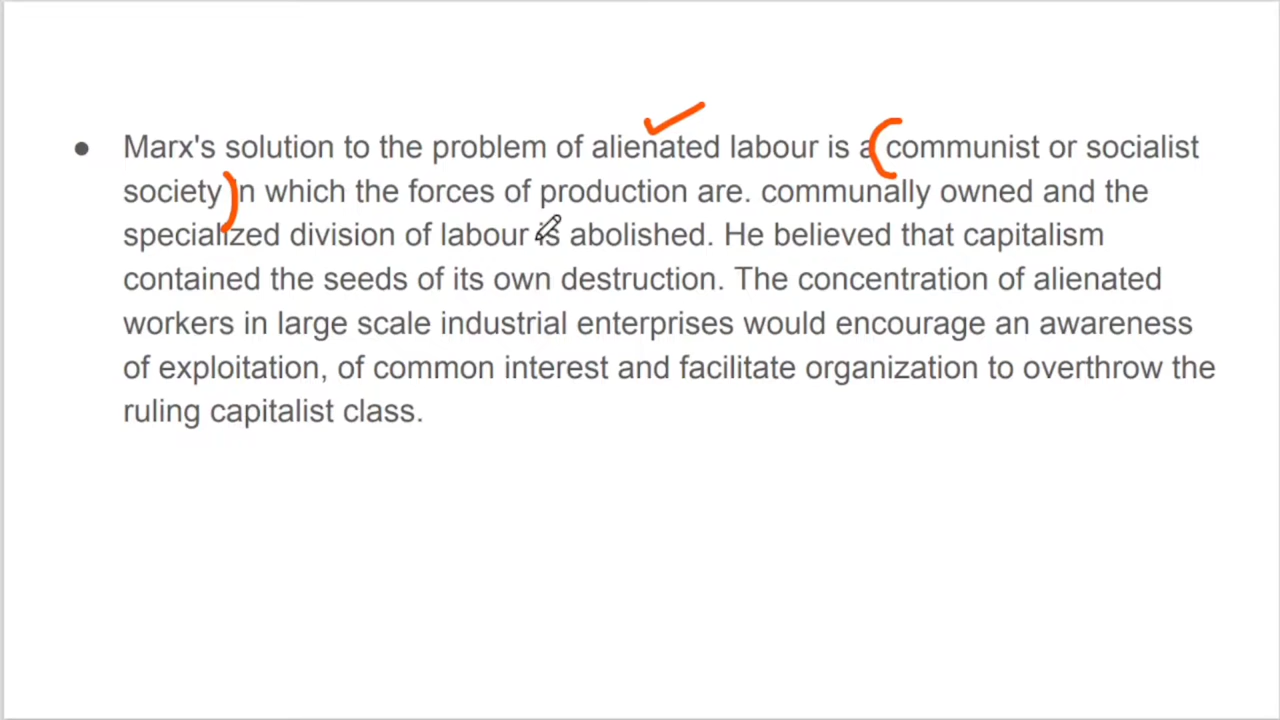 ● Marx's solution to the problem of alienated labour is a communist or socialist
society in which the forces of production are. communally owned and the
specialized division of labour is abolished. He believed that capitalism
contained the seeds of its own destruction. The concentration of alienated
workers in large scale industrial enterprises would encourage an awareness
of exploitation, of common interest and facilitate organization to overthrow the
ruling capitalist class.